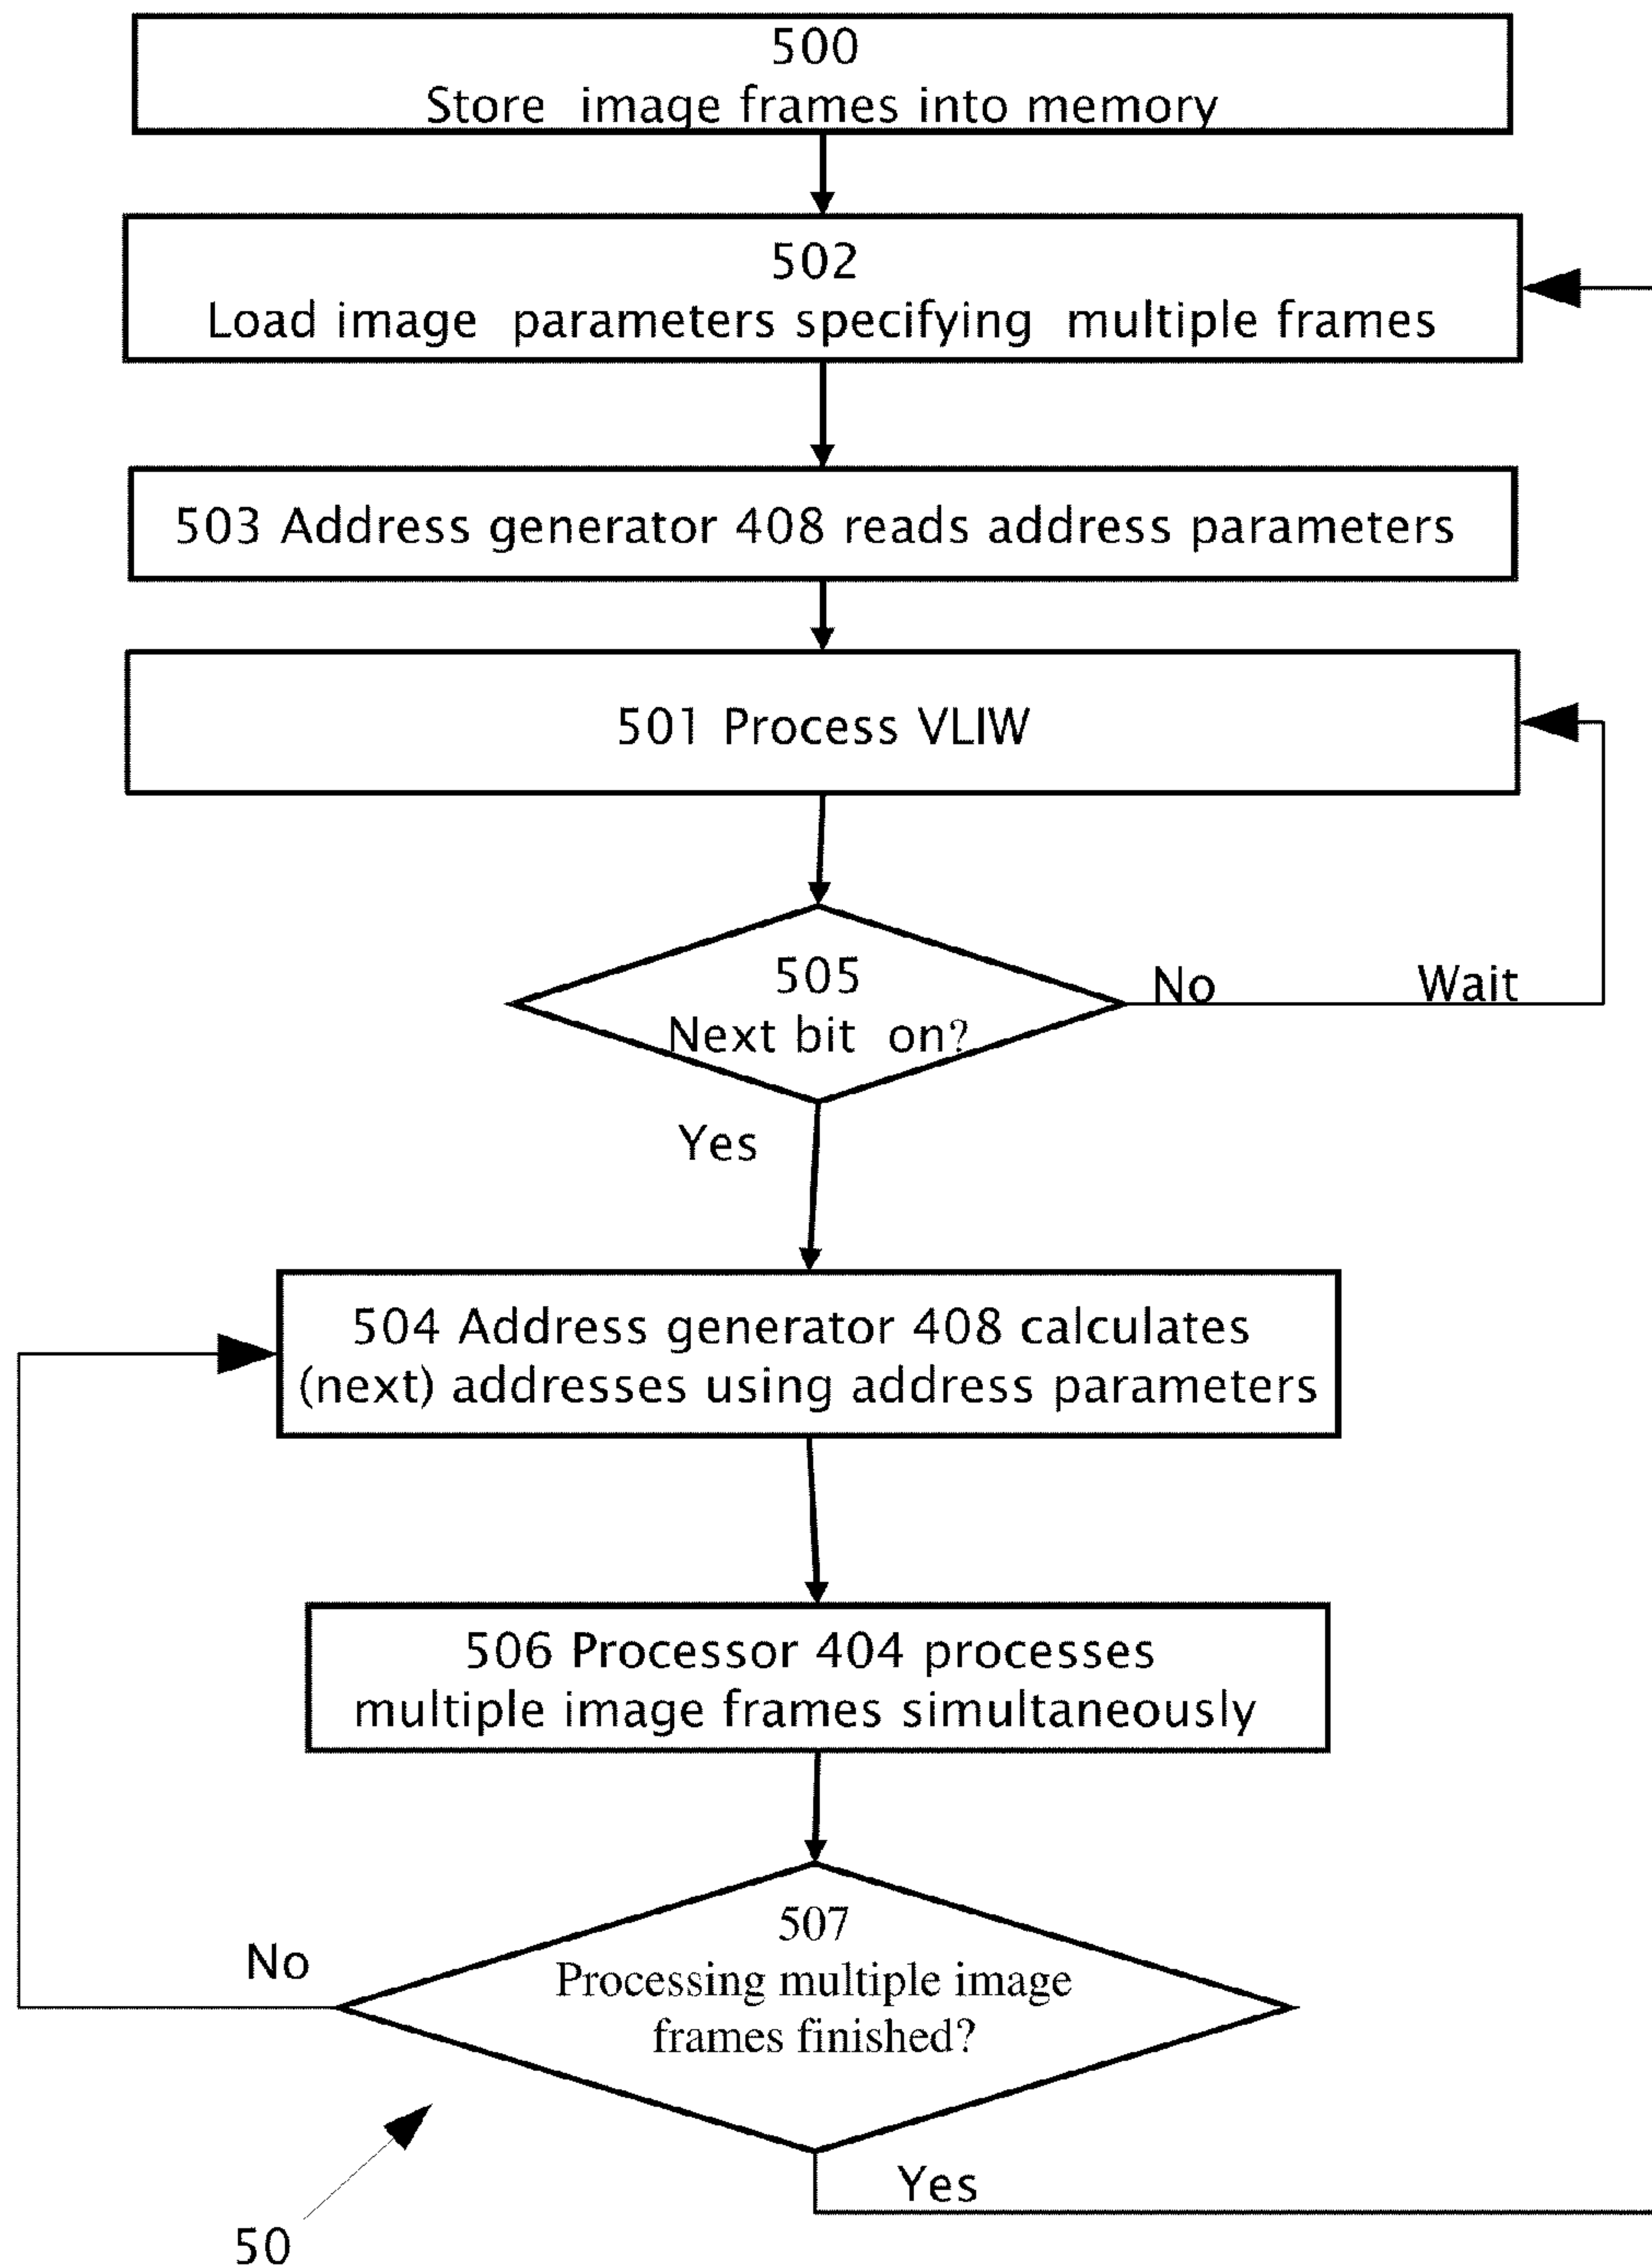 500
Store image frames into memory
502
Load image parameters specifying multiple frames
503 Address generator 408 reads address parameters
501 Process VLIW
505
Next bit on?
No
Wait
Yes
504 Address generator 408 calculates
(next) addresses using address parameters
506 Processor 404 processes
multiple image frames simultaneously
507
Processing multiple image
frames finished?
No
Yes
50